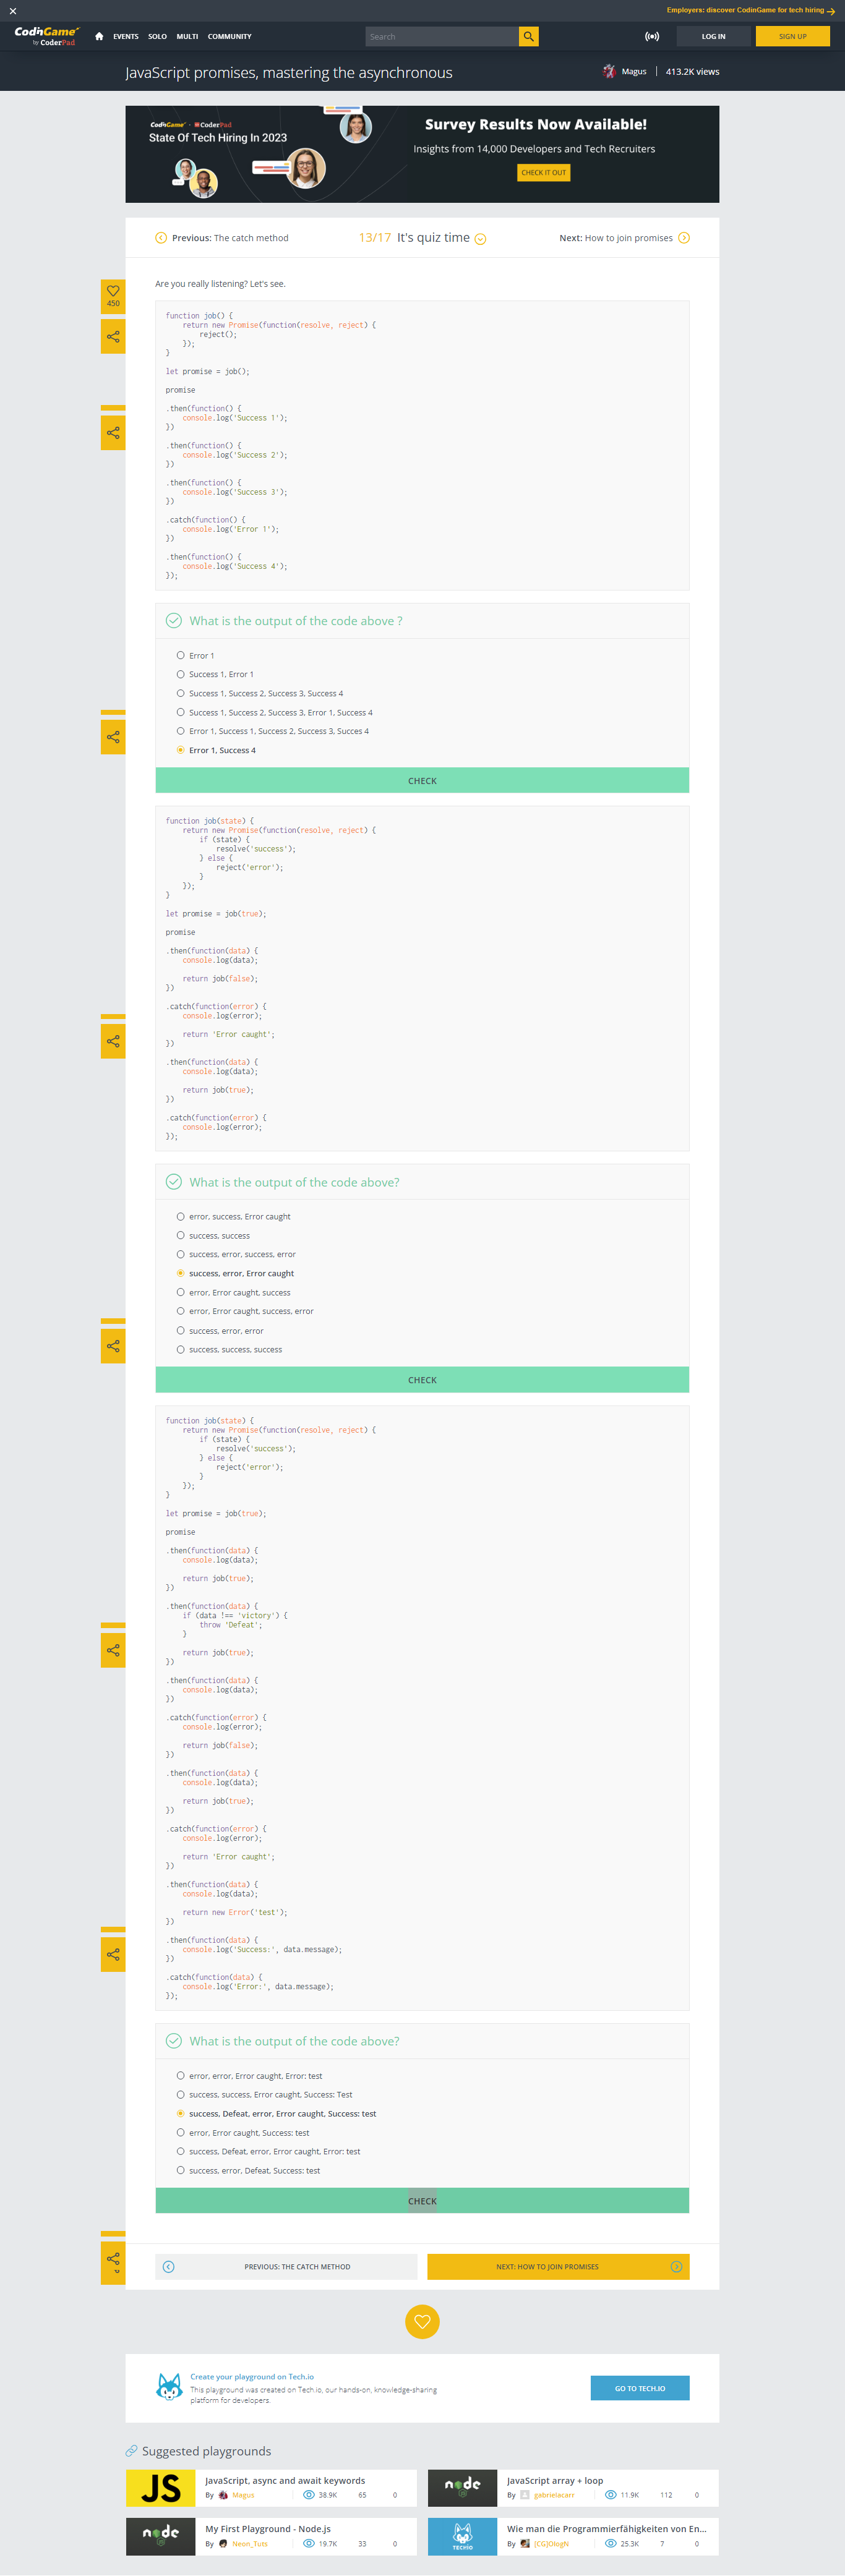 Employers: discover CodinGame for tech hiring
CodinGame
by CoderPad
EVENTS SOLO MULTI COMMUNITY
Search
LOG IN
SIGN UP
JavaScript promises, mastering the asynchronous
Magus | 413.2K views
CodinGame · CoderPad
State Of Tech Hiring In 2023
Survey Results Now Available!
Insights from 14,000 Developers and Tech Recruiters
CHECK IT OUT
Previous: The catch method
13/17 It's quiz time
Next: How to join promises
450
Are you really listening? Let's see.
function job() {
    return new Promise(function(resolve, reject) {
        reject();
    });
}
let promise = job();
promise
.then(function() {
    console.log('Success 1');
})
.then(function() {
    console.log('Success 2');
})
.then(function() {
    console.log('Success 3');
})
.catch(function() {
    console.log('Error 1');
})
.then(function() {
    console.log('Success 4');
});
What is the output of the code above ?
Error 1
Success 1, Error 1
Success 1, Success 2, Success 3, Success 4
Success 1, Success 2, Success 3, Error 1, Success 4
Error 1, Success 1, Success 2, Success 3, Succes 4
Error 1, Success 4
CHECK
function job(state) {
    return new Promise(function(resolve, reject) {
        if (state) {
            resolve('success');
        } else {
            reject('error');
        }
    });
}
let promise = job(true);
promise
.then(function(data) {
    console.log(data);
    return job(false);
})
.catch(function(error) {
    console.log(error);
    return 'Error caught';
})
.then(function(data) {
    console.log(data);
    return job(true);
})
.catch(function(error) {
    console.log(error);
});
What is the output of the code above?
error, success, Error caught
success, success
success, error, success, error
success, error, Error caught
error, Error caught, success
error, Error caught, success, error
success, error, error
success, success, success
CHECK
function job(state) {
    return new Promise(function(resolve, reject) {
        if (state) {
            resolve('success');
        } else {
            reject('error');
        }
    });
}
let promise = job(true);
promise
.then(function(data) {
    console.log(data);
    return job(true);
})
.then(function(data) {
    if (data !== 'victory') {
        throw 'Defeat';
    }
    return job(true);
})
.then(function(data) {
    console.log(data);
})
.catch(function(error) {
    console.log(error);
    return job(false);
})
.then(function(data) {
    console.log(data);
    return job(true);
})
.catch(function(error) {
    console.log(error);
    return 'Error caught';
})
.then(function(data) {
    console.log(data);
    return new Error('test');
})
.then(function(data) {
    console.log('Success:', data.message);
})
.catch(function(data) {
    console.log('Error:', data.message);
});
What is the output of the code above?
error, error, Error caught, Error: test
success, success, Error caught, Success: Test
success, Defeat, error, Error caught, Success: test
error, Error caught, Success: test
success, Defeat, error, Error caught, Error: test
success, error, Defeat, Success: test
CHECK
PREVIOUS: THE CATCH METHOD
NEXT: HOW TO JOIN PROMISES
Create your playground on Tech.io
This playground was created on Tech.io, our hands-on, knowledge-sharing
platform for developers.
GO TO TECH.IO
Suggested playgrounds
JS
JavaScript, async and await keywords
By Magus 38.9K 65 0
node
JavaScript array + loop
By gabrielacarr 11.9K 112 0
node
My First Playground - Node.js
By Neon_Tuts 19.7K 33 0
TECH.IO
Wie man die Programmierfähigkeiten von En...
By [CG]OlogN 25.3K 7 0